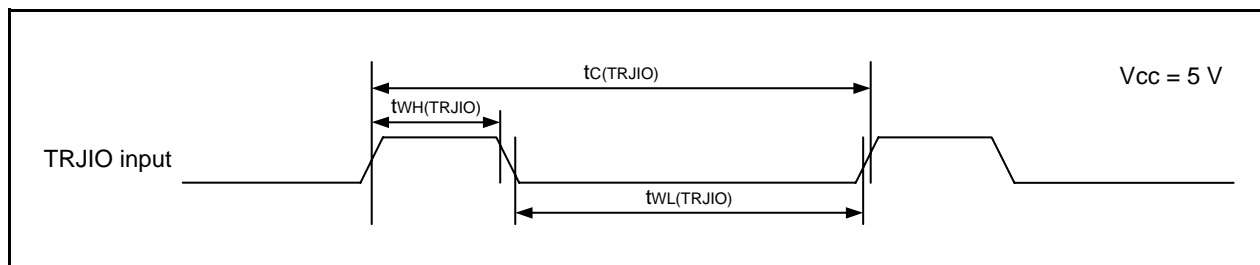 tC(TRJIO)
Vcc = 5 V
tWH(TRJIO)
TRJIO input
tWL(TRJIO)